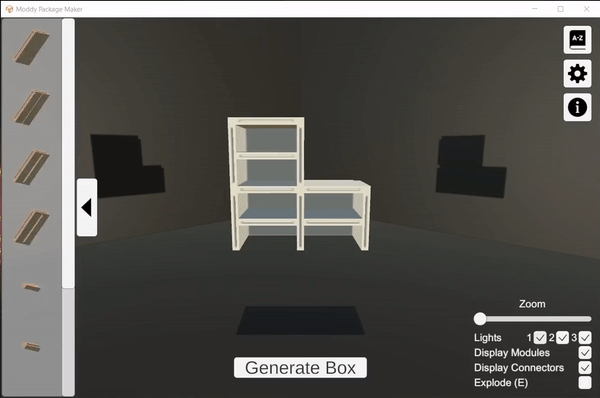 Moddy Package Maker
A-Z
Zoom
Lights 1 2 3
Display Modules
Display Connectors
Explode (E)
Generate Box